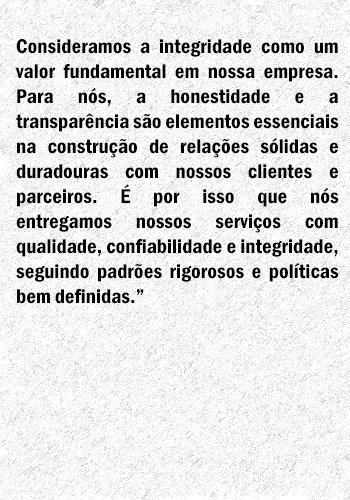 Consideramos a integridade como um
valor fundamental em nossa empresa.
Para nós, a honestidade e a
transparência são elementos essenciais
na construção de relações sólidas e
duradouras com nossos clientes e
parceiros. É por isso que nós
entregamos nossos serviços com
qualidade, confiabilidade e integridade,
seguindo padrões rigorosos e políticas
bem definidas.”